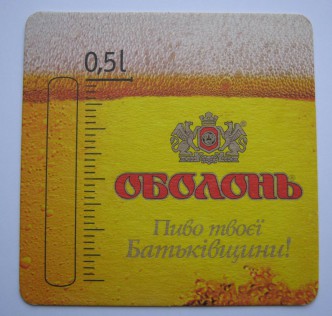 0,5l
ОБОЛОНЬ
Пиво твоєї
Батьківщини!